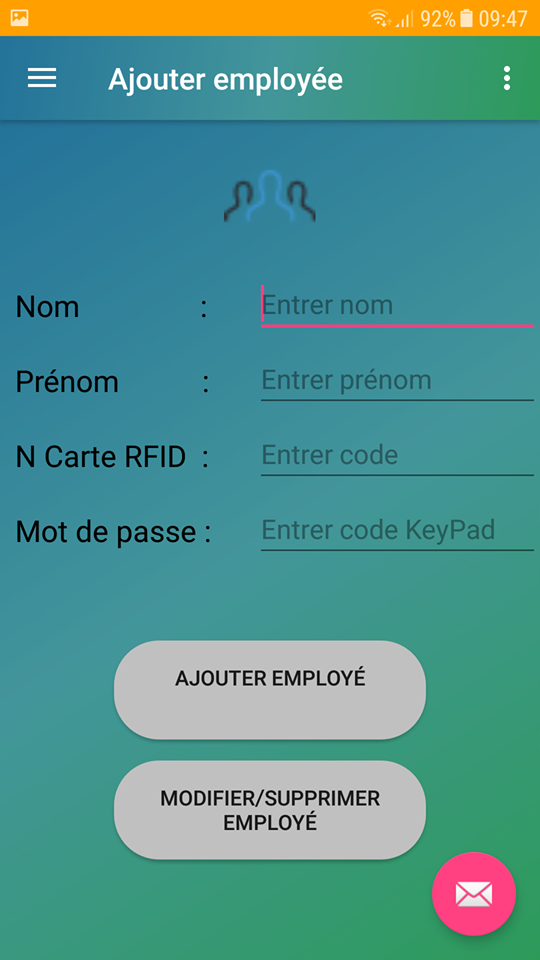 92% 09:47
Ajouter employée
Nom : Entrer nom
Prénom : Entrer prénom
N Carte RFID : Entrer code
Mot de passe : Entrer code KeyPad
AJOUTER EMPLOYÉ
MODIFIER/SUPPRIMER
EMPLOYÉ